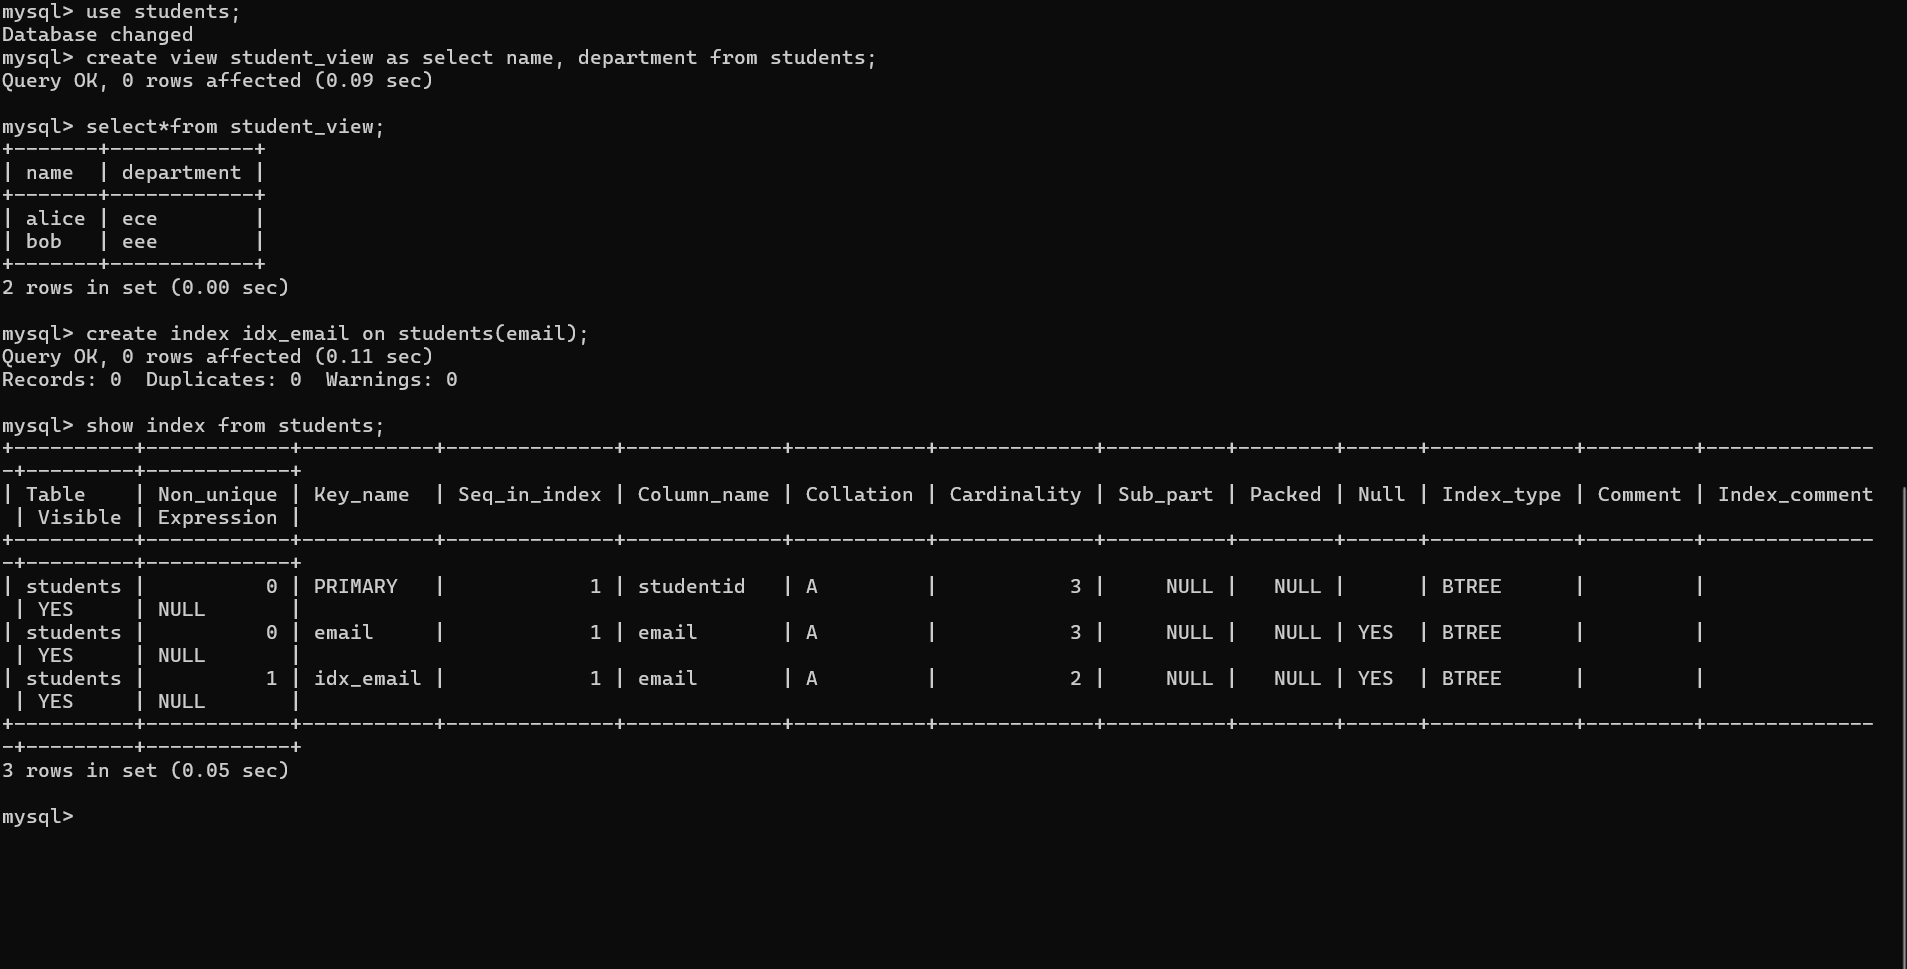 mysql> use students;
Database changed
mysql> create view student_view as select name, department from students;
Query OK, 0 rows affected (0.09 sec)

mysql> select*from student_view;
+-------+------------+
| name  | department |
+-------+------------+
| alice | ece        |
| bob   | eee        |
+-------+------------+
2 rows in set (0.00 sec)

mysql> create index idx_email on students(email);
Query OK, 0 rows affected (0.11 sec)
Records: 0  Duplicates: 0  Warnings: 0

mysql> show index from students;
+----------+------------+-----------+--------------+-------------+-----------+-------------+----------+--------+------+------------+---------+--------------
-+---------+------------+
| Table    | Non_unique | Key_name  | Seq_in_index | Column_name | Collation | Cardinality | Sub_part | Packed | Null | Index_type | Comment | Index_comment
 | Visible | Expression |
+----------+------------+-----------+--------------+-------------+-----------+-------------+----------+--------+------+------------+---------+--------------
-+---------+------------+
| students |          0 | PRIMARY   |            1 | studentid   | A         |           3 |     NULL |   NULL |      | BTREE      |         |
 | YES     | NULL       |
| students |          0 | email     |            1 | email       | A         |           3 |     NULL |   NULL | YES  | BTREE      |         |
 | YES     | NULL       |
| students |          1 | idx_email |            1 | email       | A         |           2 |     NULL |   NULL | YES  | BTREE      |         |
 | YES     | NULL       |
+----------+------------+-----------+--------------+-------------+-----------+-------------+----------+--------+------+------------+---------+--------------
-+---------+------------+
3 rows in set (0.05 sec)

mysql>